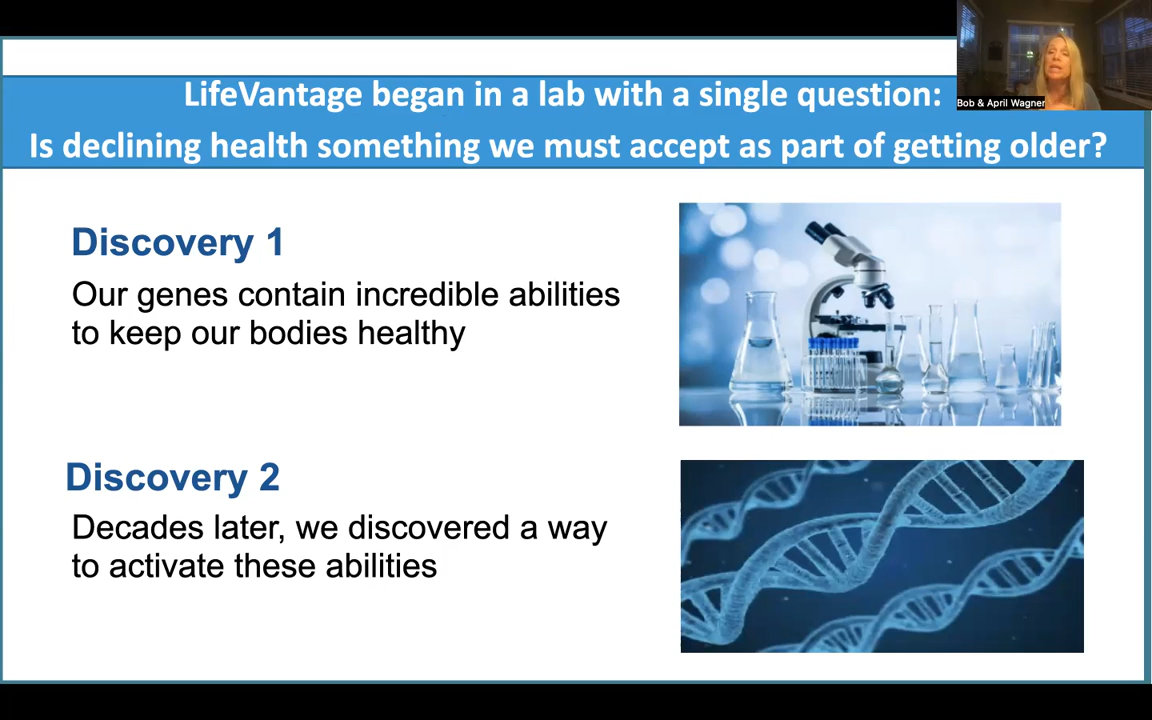 LifeVantage began in a lab with a single question:
Is declining health something we must accept as part of getting older?
Bob & April Wagner
Discovery 1
Our genes contain incredible abilities
to keep our bodies healthy
Discovery 2
Decades later, we discovered a way
to activate these abilities